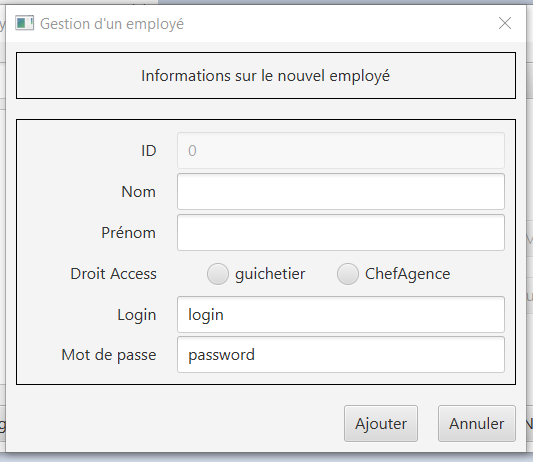 Gestion d'un employé
Informations sur le nouvel employé
ID 0
Nom
Prénom
Droit Access guichetier ChefAgence
Login login
Mot de passe password
Ajouter Annuler